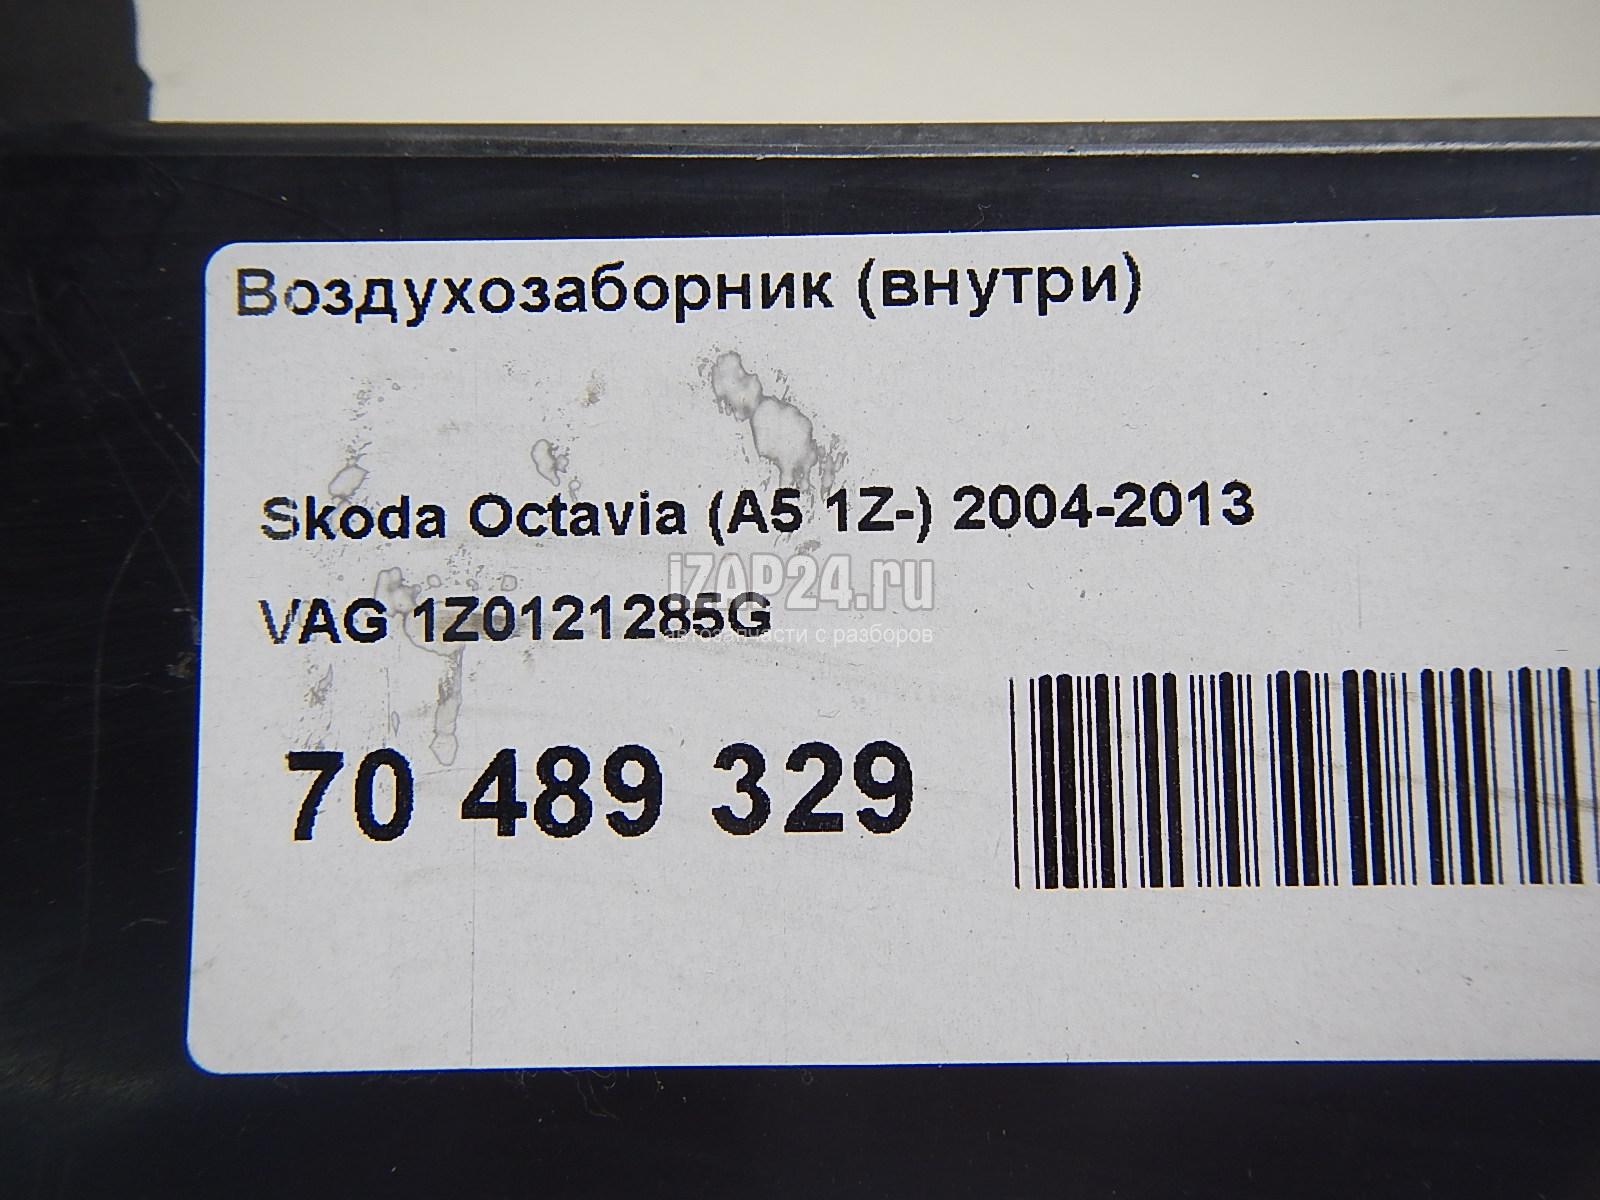 Воздухозаборник (внутри)
Skoda Octavia (A5 1Z-) 2004-2013
iZAP24.ru
VAG 1Z0121285G
автозапчасти с разборов
70 489 329